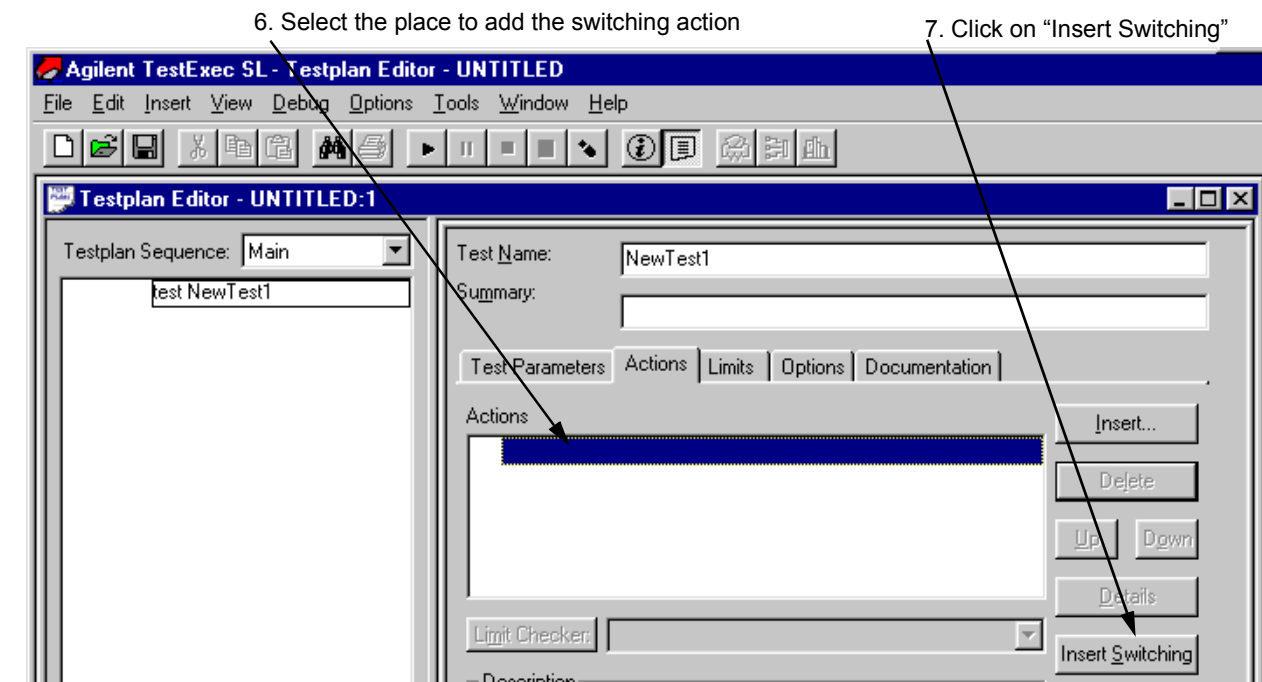 6. Select the place to add the switching action
7. Click on “Insert Switching”
Agilent TestExec SL - Testplan Editor - UNTITLED
File Edit Insert View Debug Options Tools Window Help
Testplan Editor - UNTITLED:1
Testplan Sequence: Main
test NewTest1
Test Name: NewTest1
Summary:
Test Parameters Actions Limits Options Documentation
Actions
Insert...
Delete
Up Down
Details
Limit Checker:
Insert Switching
Description